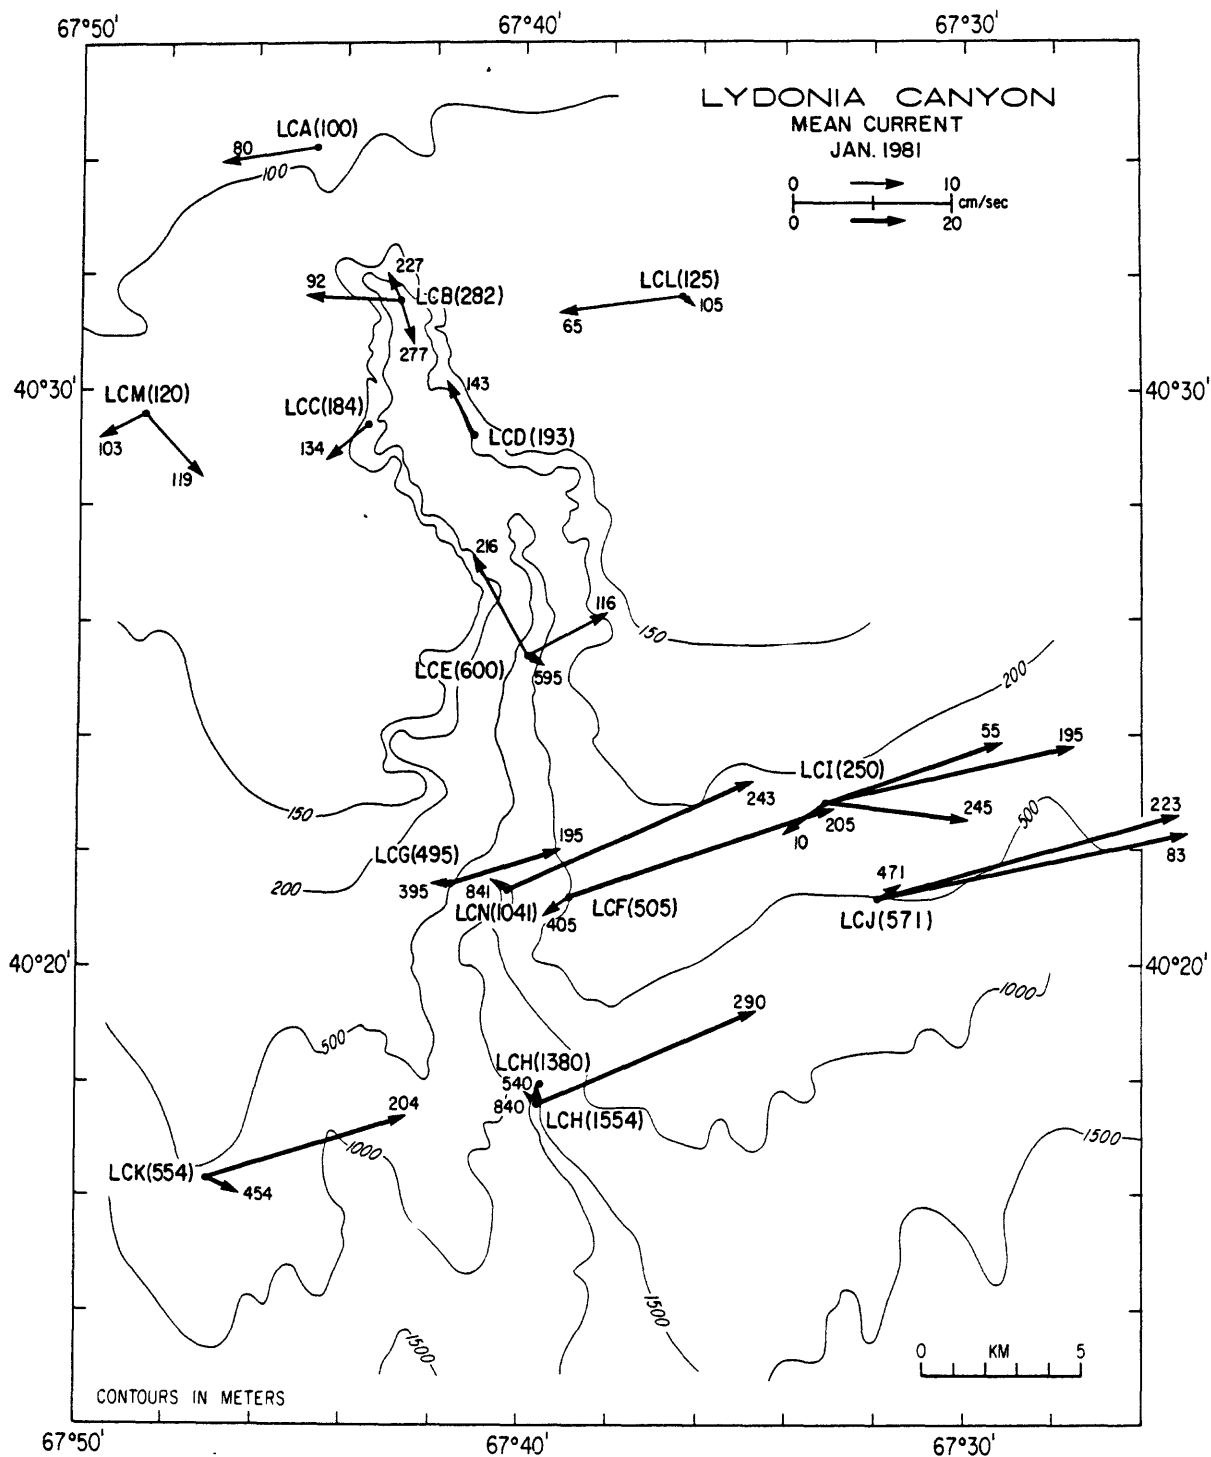 67°50'
67°40'
67°30'
LYDONIA CANYON
MEAN CURRENT
JAN. 1981
0 10
cm/sec
0 20
LCA(100)
80
100
227
92
LCB(282)
277
LCL(125)
105
65
40°30'
40°30'
143
LCM(120)
LCC(184)
LCD(193)
103
134
119
216
116
150
LCE(600)
595
200
55
195
LCI(250)
243
245
223
150
205
500
10
83
195
LCG(495)
471
200
395
841
LCN(1041)
LCF(505)
405
LCJ(571)
40°20'
40°20'
1000
290
500
LCH(1380)
540
840
LCH(1554)
204
1000
1500
LCK(554)
454
1500
1500
0 KM 5
CONTOURS IN METERS
67°50'
67°40'
67°30'